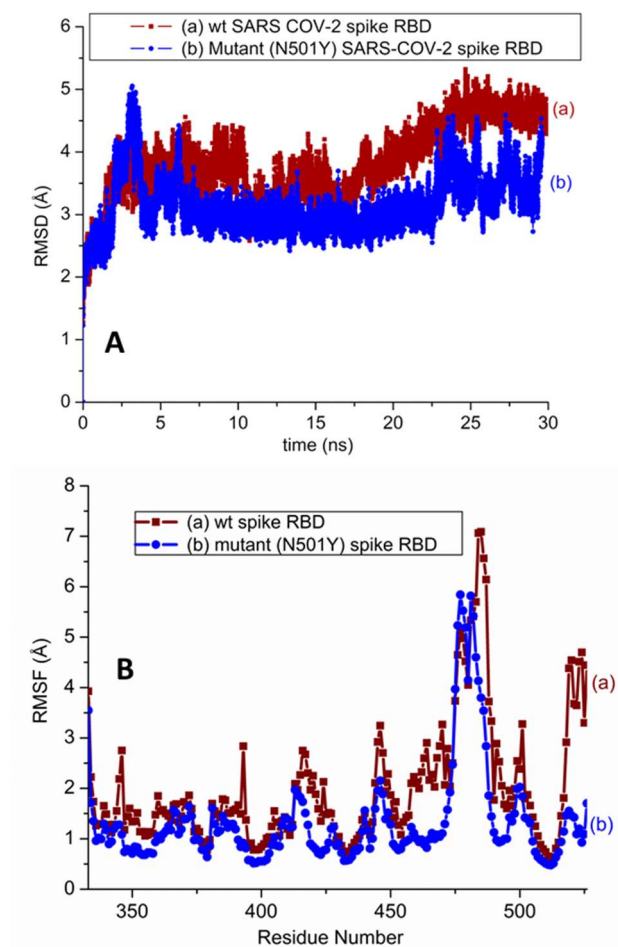 (a) wt SARS COV-2 spike RBD
(b) Mutant (N501Y) SARS-COV-2 spike RBD
6
5
4
3
2
1
0
RMSD (Å)
(a)
(b)
A
0 5 10 15 20 25 30
time (ns)
8
7
6
5
4
3
2
1
0
RMSF (Å)
(a) wt spike RBD
(b) mutant (N501Y) spike RBD
B
(a)
(b)
350 400 450 500
Residue Number